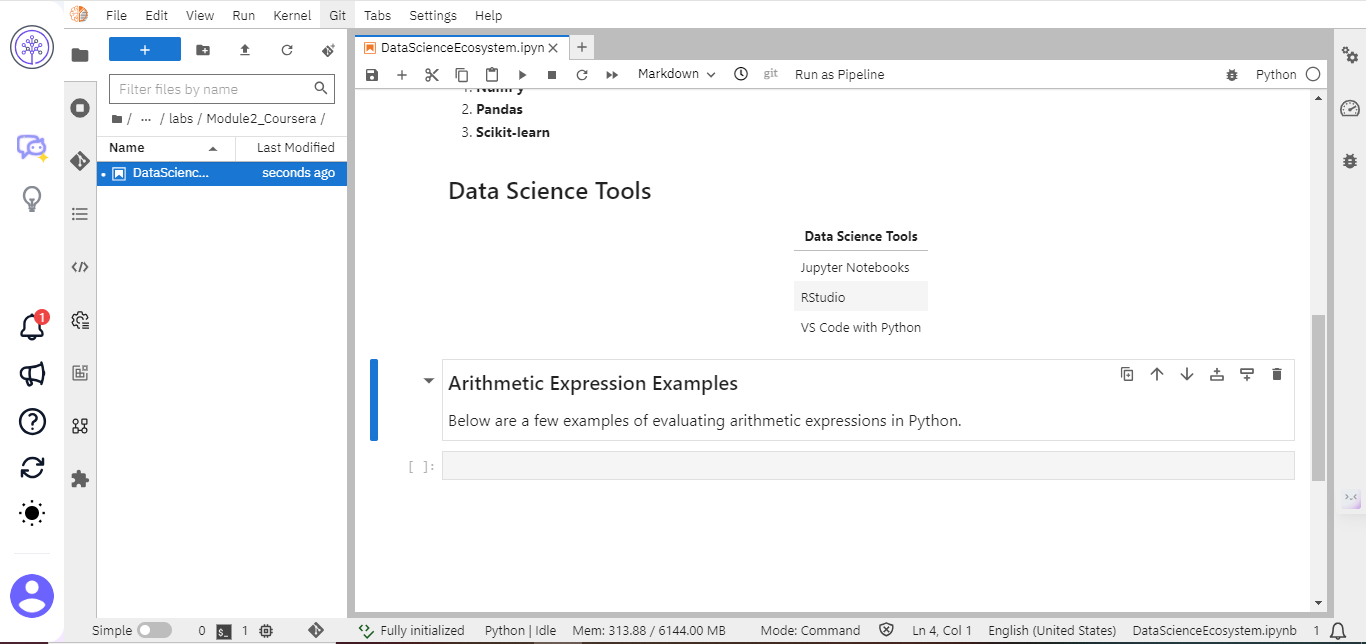 File Edit View Run Kernel Git Tabs Settings Help
DataScienceEcosystem.ipyn
Markdown git Run as Pipeline Python
Filter files by name
/ ... / labs / Module2_Coursera /
Name Last Modified
DataScienc... seconds ago
2. Pandas
3. Scikit-learn
Data Science Tools
Data Science Tools
Jupyter Notebooks
RStudio
VS Code with Python
Arithmetic Expression Examples
Below are a few examples of evaluating arithmetic expressions in Python.
[ ]:
1
Simple 0 1 Fully initialized Python | Idle Mem: 313.88 / 6144.00 MB Mode: Command Ln 4, Col 1 English (United States) DataScienceEcosystem.ipynb 1